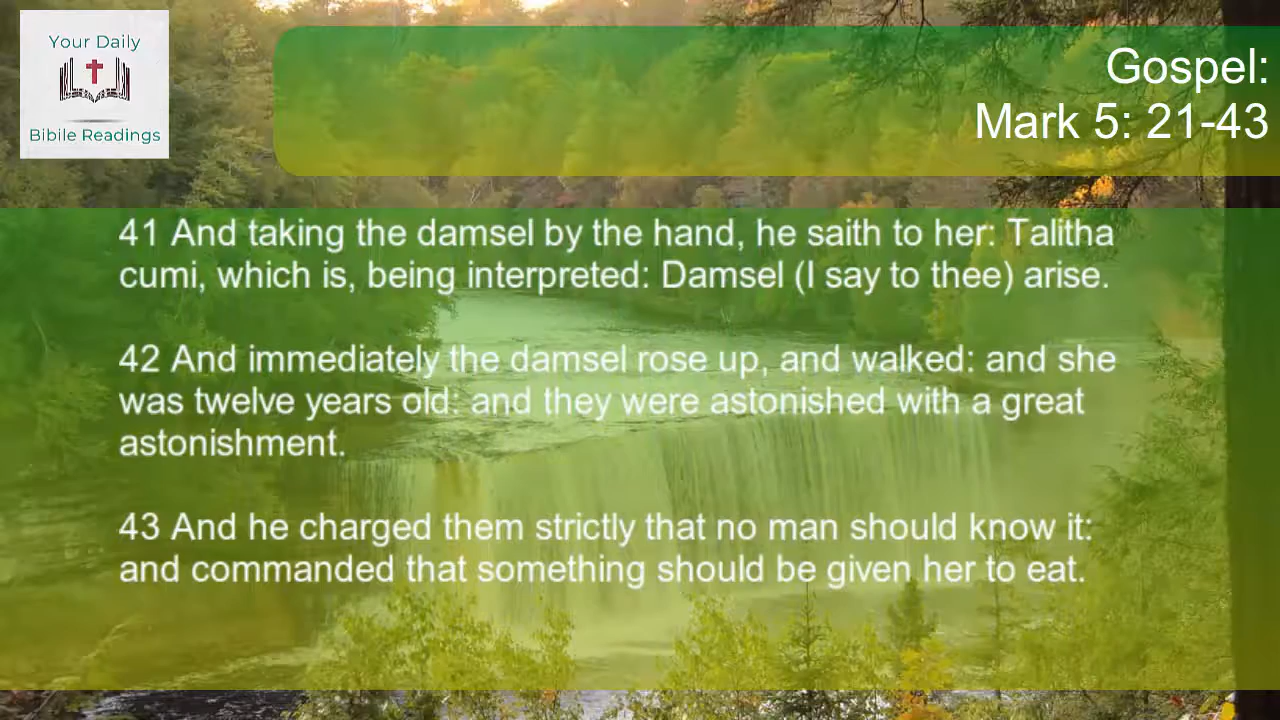 Your Daily
Bibile Readings
Gospel:
Mark 5: 21-43
41 And taking the damsel by the hand, he saith to her: Talitha
cumi, which is, being interpreted: Damsel (I say to thee) arise.
42 And immediately the damsel rose up, and walked: and she
was twelve years old: and they were astonished with a great
astonishment.
43 And he charged them strictly that no man should know it:
and commanded that something should be given her to eat.